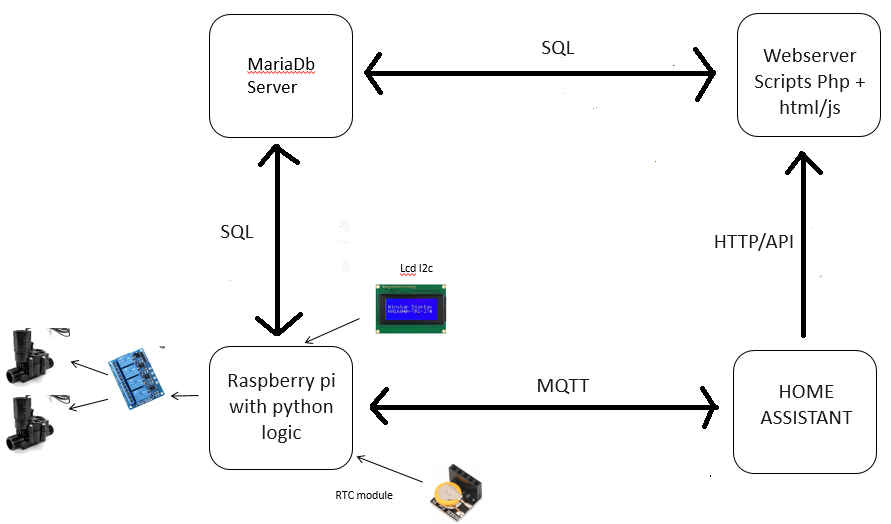 MariaDb
Server
SQL
Webserver
Scripts Php +
html/js
SQL
HTTP/API
Lcd I2c
Raspberry pi
with python
logic
MQTT
HOME
ASSISTANT
RTC module